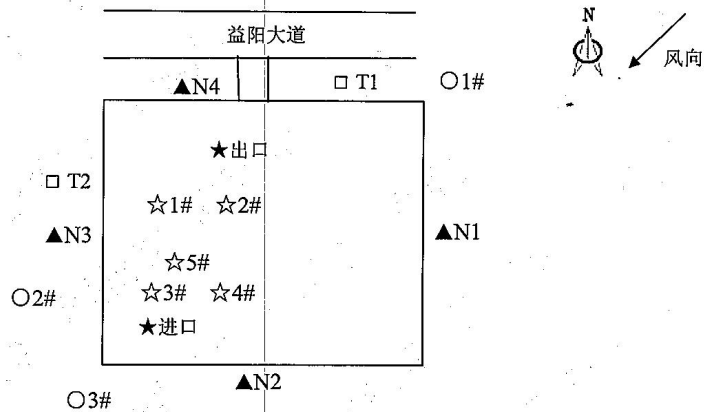 益阳大道
N
风向
▲N4
□ T1
○1#
★出口
□ T2
☆1#
☆2#
▲N3
▲N1
☆5#
○2#
☆3#
☆4#
★进口
▲N2
○3#